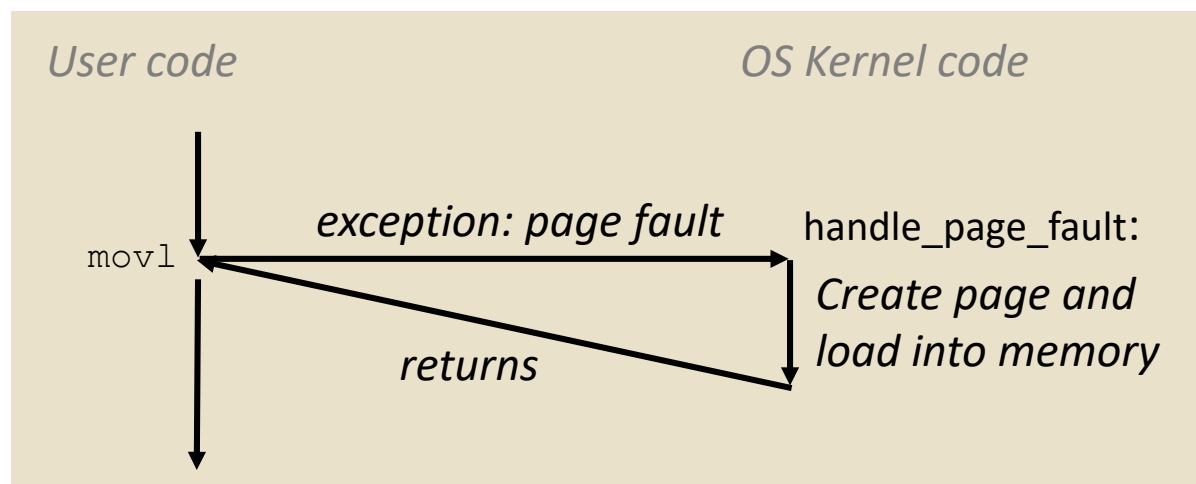 User code
OS Kernel code
exception: page fault
handle_page_fault:
movl
Create page and
load into memory
returns